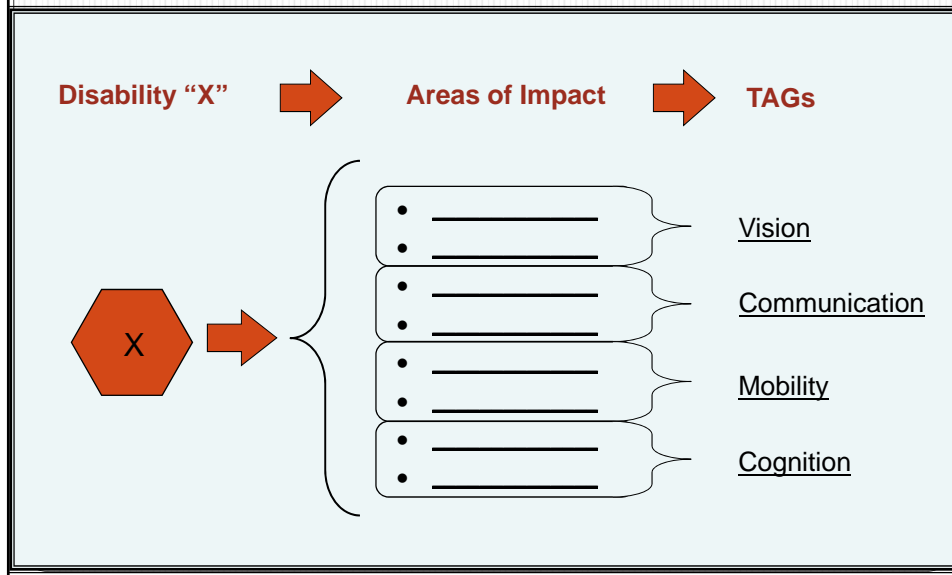 Disability “X” Areas of Impact TAGs
Vision
Communication
X
Mobility
Cognition